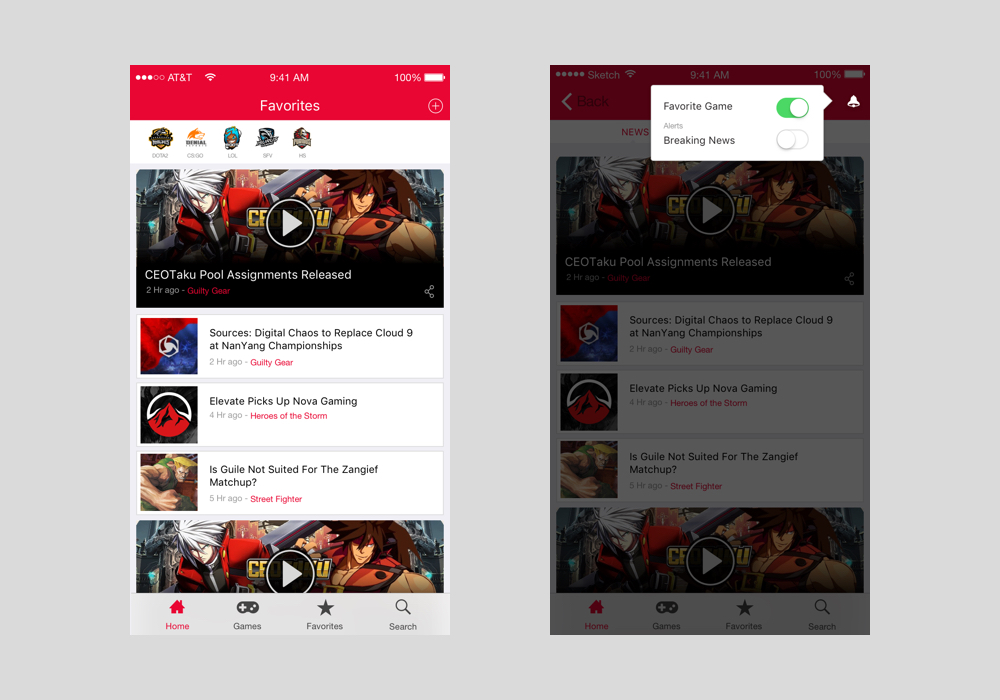 AT&T 9:41 AM 100%
Favorites
DOTA2 CS:GO LOL SFV HS
CEOTAKU
CEOTaku Pool Assignments Released
2 Hr ago - Guilty Gear
Sources: Digital Chaos to Replace Cloud 9
at NanYang Championships
2 Hr ago - Guilty Gear
Elevate Picks Up Nova Gaming
4 Hr ago - Heroes of the Storm
Is Guile Not Suited For The Zangief
Matchup?
5 Hr ago - Street Fighter
Home Games Favorites Search
Sketch 9:41 AM 100%
Back
Favorite Game
Alerts
Breaking News
NEWS
CEOTaku Pool Assignments Released
2 Hr ago - Guilty Gear
Sources: Digital Chaos to Replace Cloud 9
at NanYang Championships
2 Hr ago - Guilty Gear
Elevate Picks Up Nova Gaming
4 Hr ago - Heroes of the Storm
Is Guile Not Suited For The Zangief
Matchup?
5 Hr ago - Street Fighter
Home Games Favorites Search